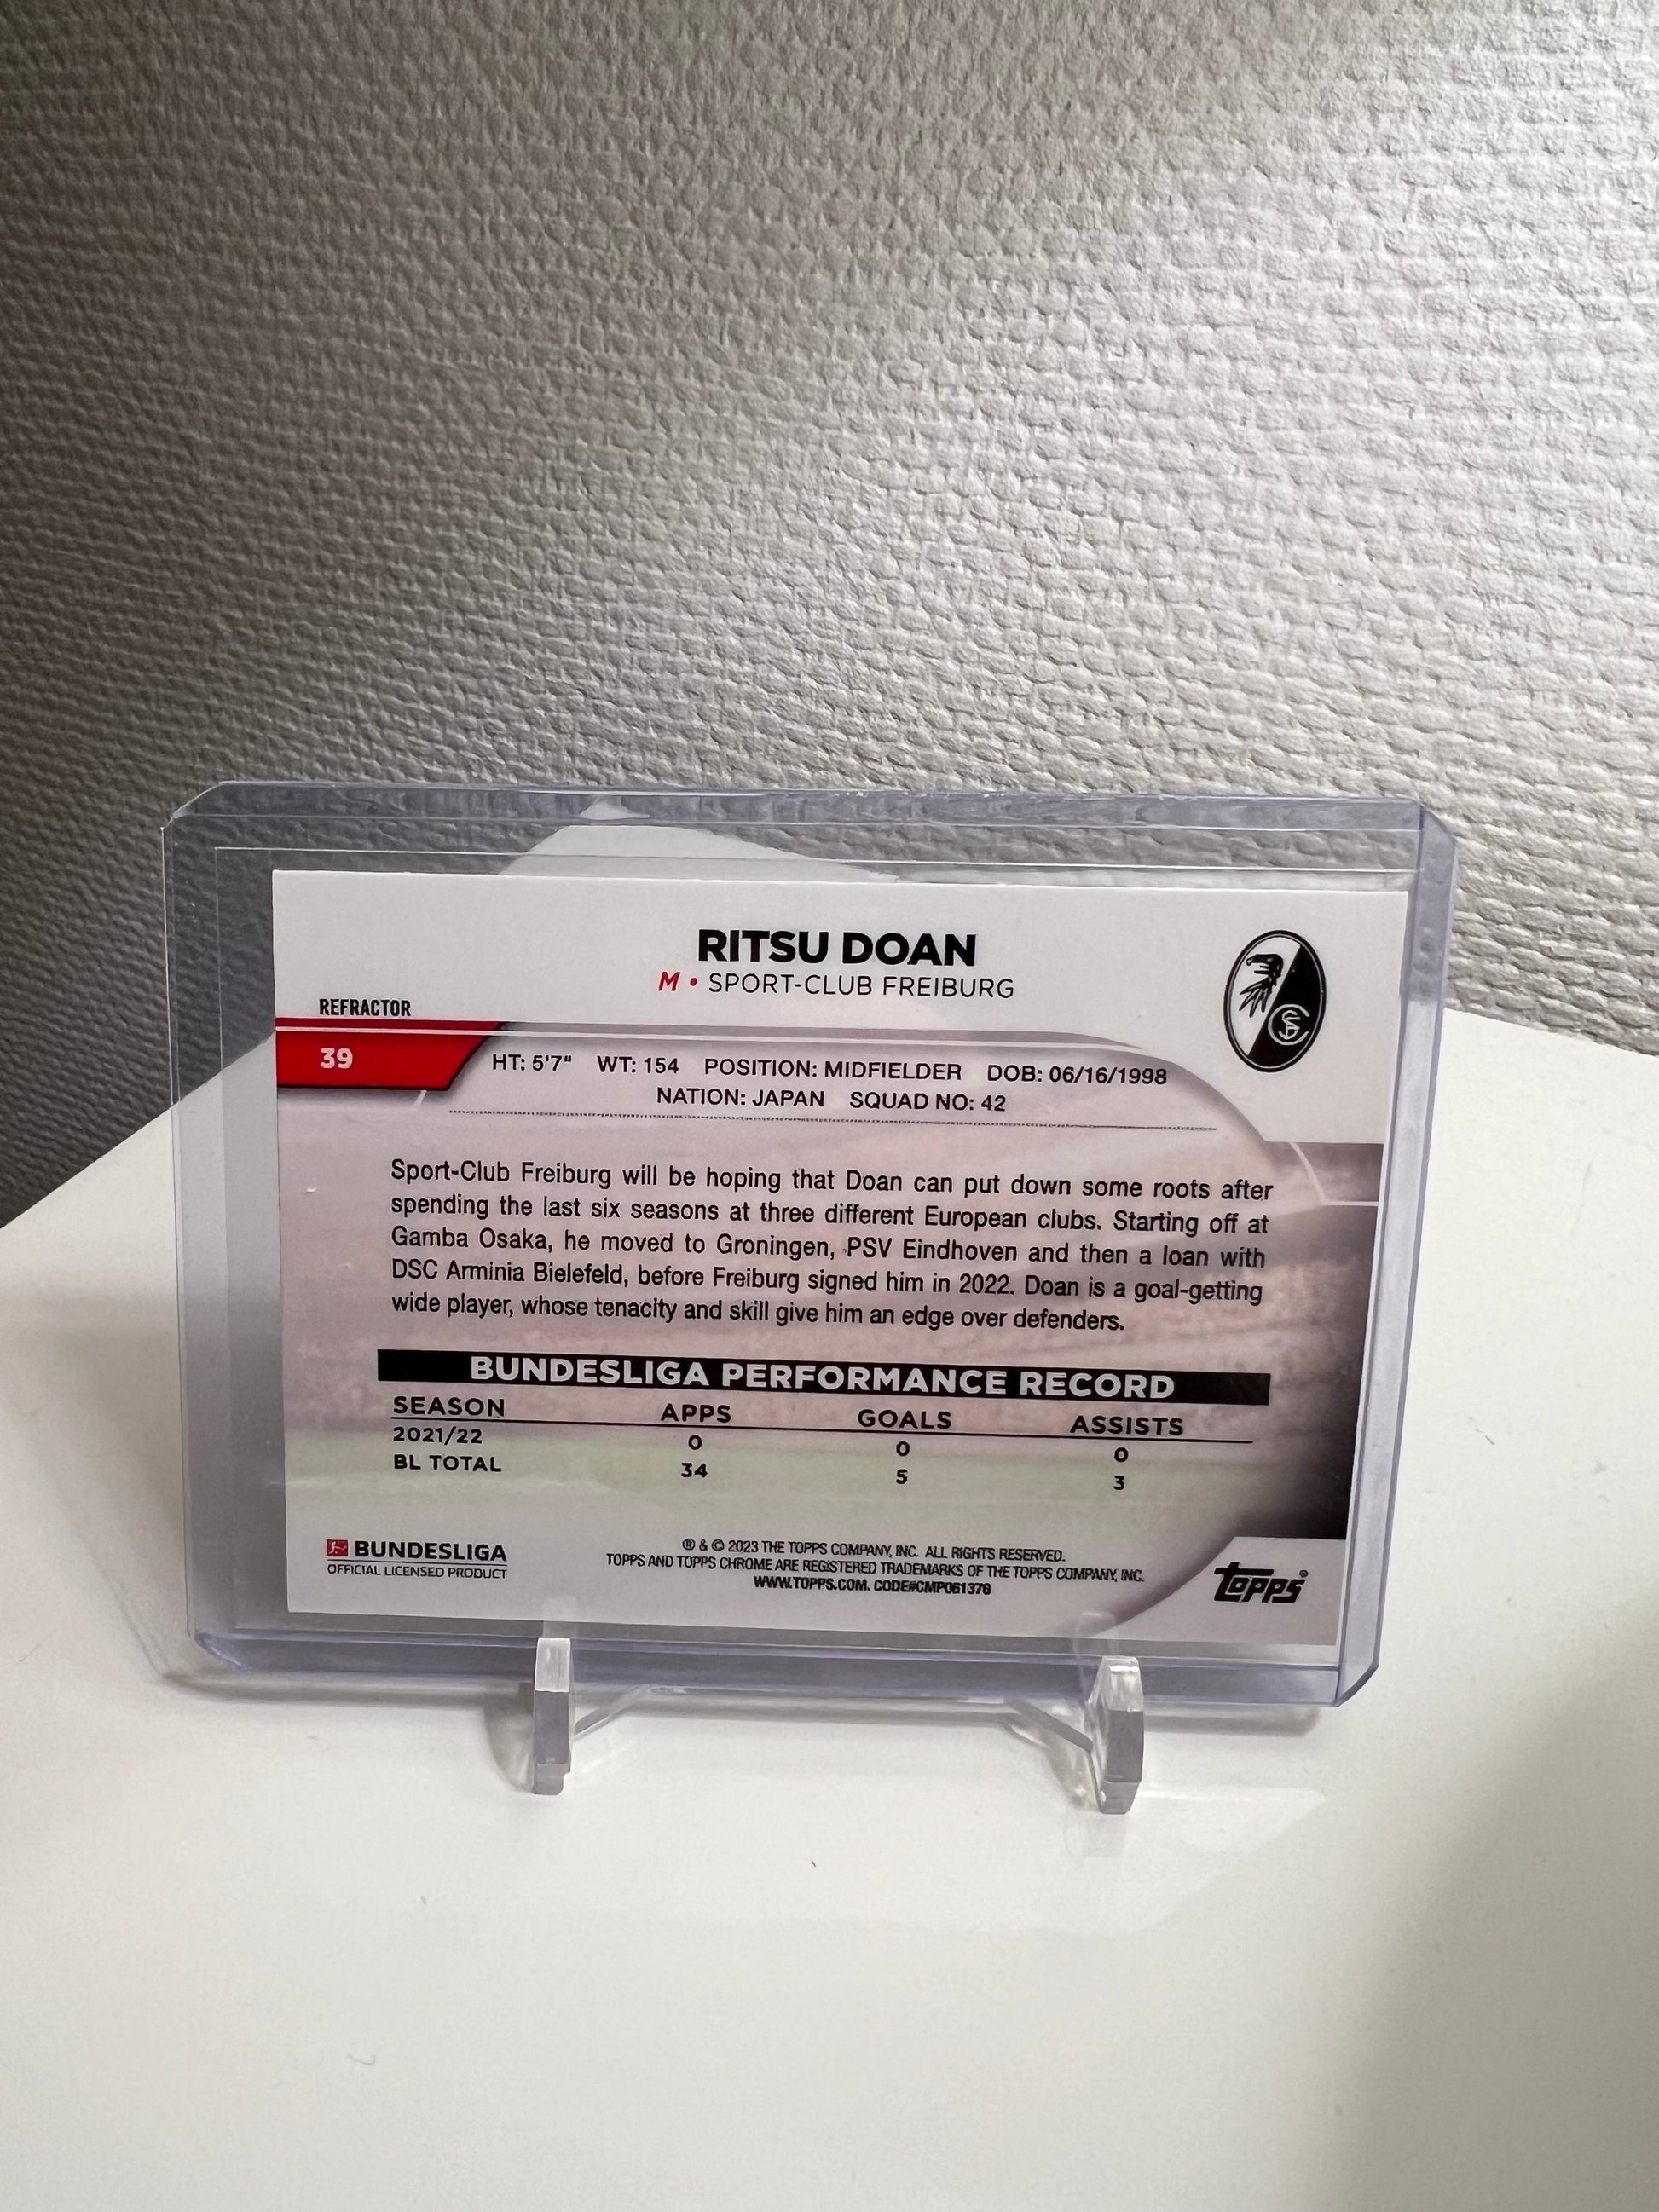 RITSU DOAN
M • SPORT-CLUB FREIBURG
REFRACTOR
39
HT: 5'7" WT: 154 POSITION: MIDFIELDER DOB: 06/16/1998
NATION: JAPAN SQUAD NO: 42
Sport-Club Freiburg will be hoping that Doan can put down some roots after
spending the last six seasons at three different European clubs. Starting off at
Gamba Osaka, he moved to Groningen, PSV Eindhoven and then a loan with
DSC Arminia Bielefeld, before Freiburg signed him in 2022. Doan is a goal-getting
wide player, whose tenacity and skill give him an edge over defenders.
BUNDESLIGA PERFORMANCE RECORD
SEASON APPS GOALS ASSISTS
2021/22 0 0 0
BL TOTAL 34 5 3
BUNDESLIGA
OFFICIAL LICENSED PRODUCT
® & © 2023 THE TOPPS COMPANY, INC. ALL RIGHTS RESERVED.
TOPPS AND TOPPS CHROME ARE REGISTERED TRADEMARKS OF THE TOPPS COMPANY, INC.
WWW.TOPPS.COM. CODE#CMP061376
topps®